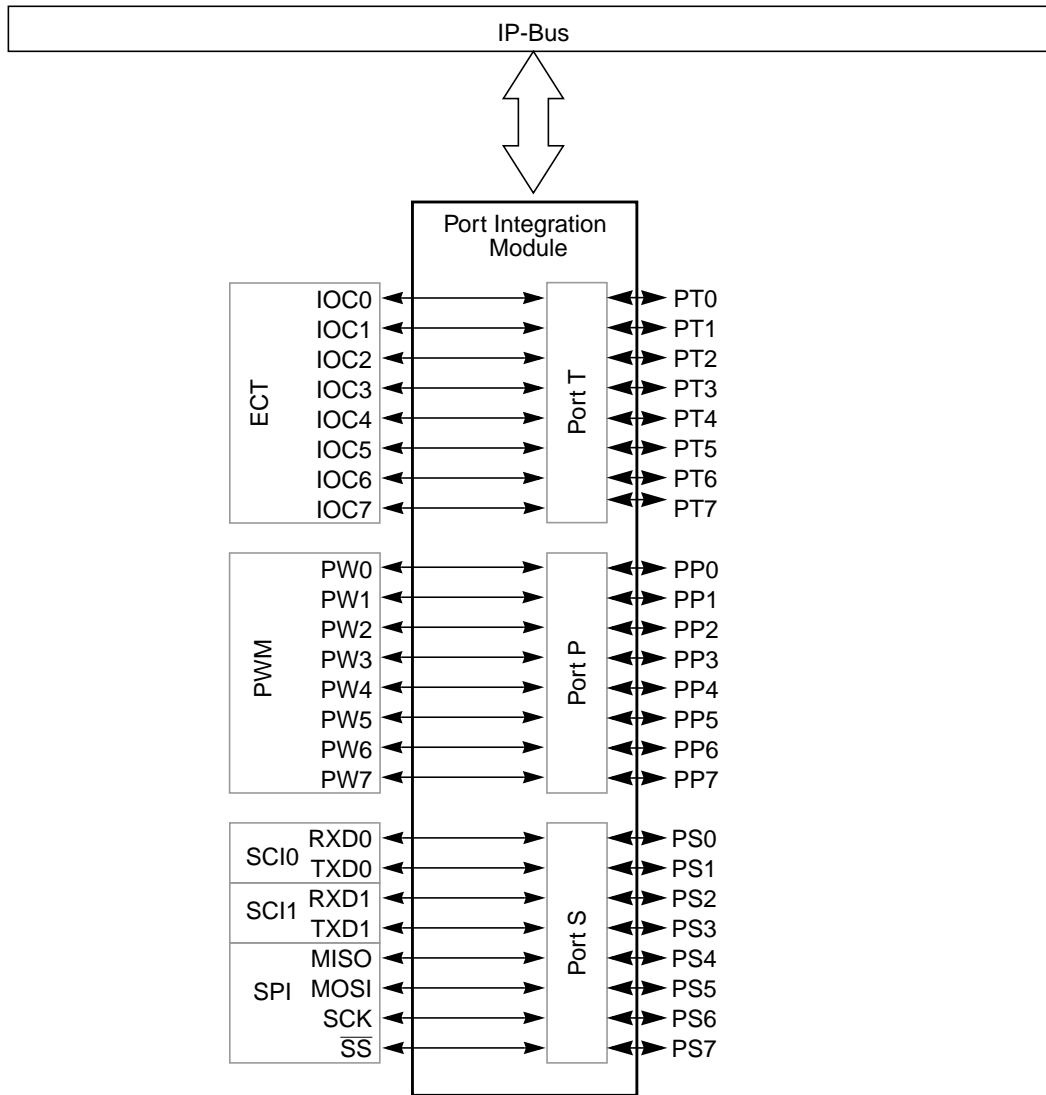 IP-Bus
Port Integration
Module
ECT
IOC0
IOC1
IOC2
IOC3
IOC4
IOC5
IOC6
IOC7
Port T
PT0
PT1
PT2
PT3
PT4
PT5
PT6
PT7
PWM
PW0
PW1
PW2
PW3
PW4
PW5
PW6
PW7
Port P
PP0
PP1
PP2
PP3
PP4
PP5
PP6
PP7
SCI0
RXD0
TXD0
SCI1
RXD1
TXD1
SPI
MISO
MOSI
SCK
S̅S̅
Port S
PS0
PS1
PS2
PS3
PS4
PS5
PS6
PS7